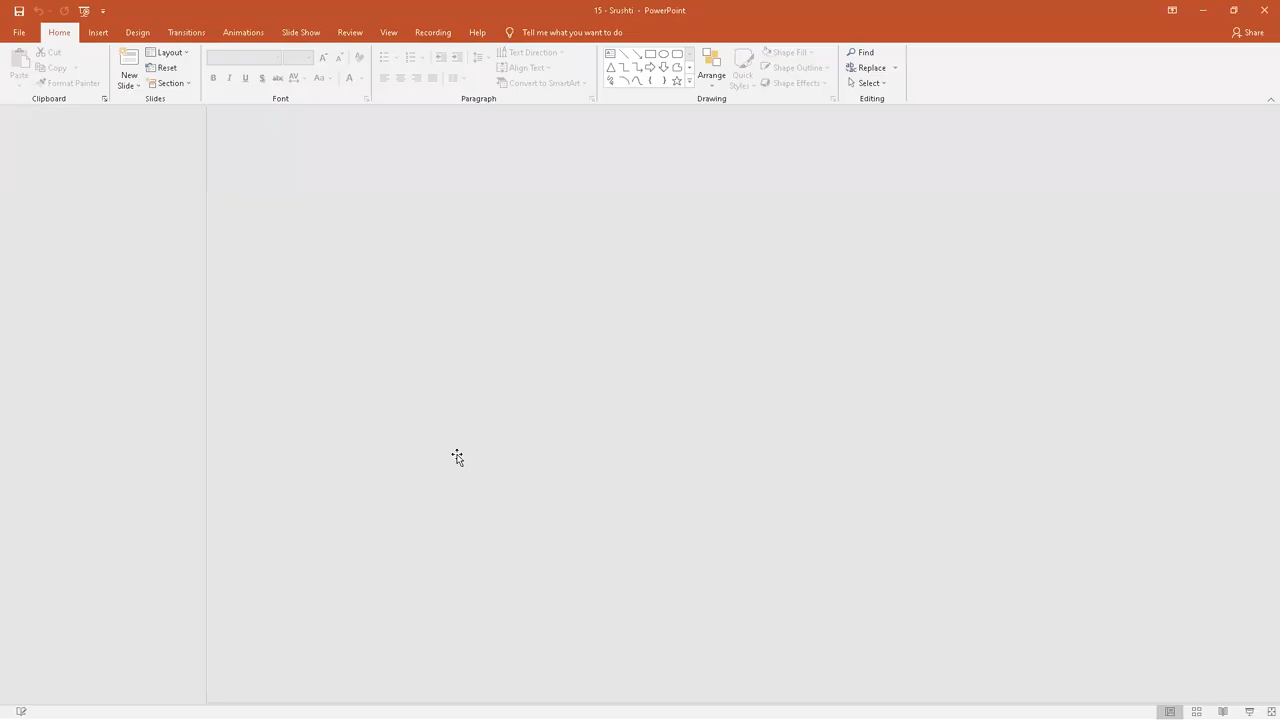 15 - Srushti - PowerPoint
File Home Insert Design Transitions Animations Slide Show Review View Recording Help Tell me what you want to do Share
Paste
Cut
Copy
Format Painter
Clipboard
New
Slide
Layout
Reset
Section
Slides
B I U S abc AV Aa A
Font
Text Direction
Align Text
Convert to SmartArt
Paragraph
Arrange
Quick
Styles
Shape Fill
Shape Outline
Shape Effects
Drawing
Find
Replace
Select
Editing